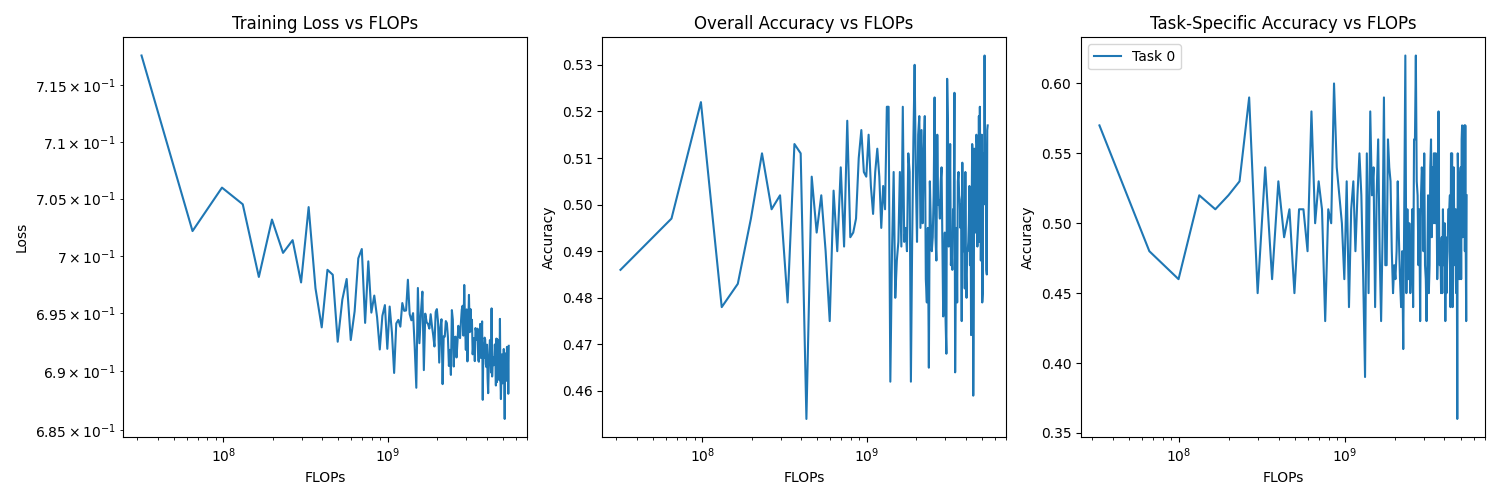 Training Loss vs FLOPs
7.15 × 10⁻¹
7.1 × 10⁻¹
7.05 × 10⁻¹
7 × 10⁻¹
6.95 × 10⁻¹
6.9 × 10⁻¹
6.85 × 10⁻¹
Loss
10⁸
10⁹
FLOPs
Overall Accuracy vs FLOPs
0.53
0.52
0.51
0.50
0.49
0.48
0.47
0.46
Accuracy
10⁸
10⁹
FLOPs
Task-Specific Accuracy vs FLOPs
Task 0
0.60
0.55
0.50
0.45
0.40
0.35
Accuracy
10⁸
10⁹
FLOPs